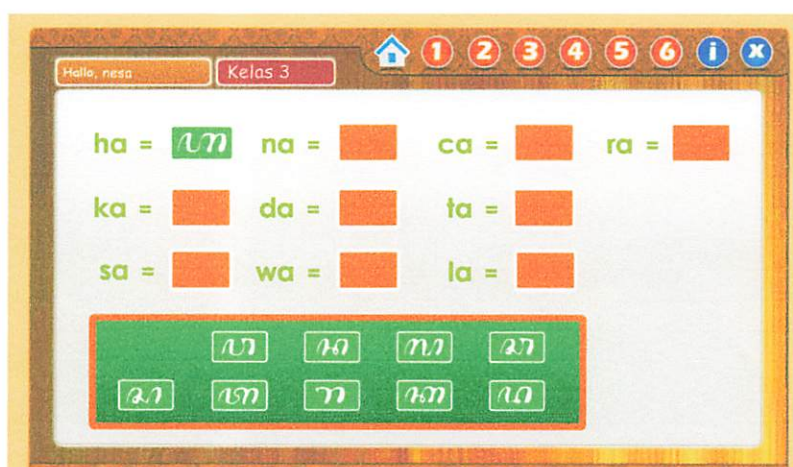 Hallo, nesa Kelas 3 1 2 3 4 5 6 i x
ha = ꦲ na = ca = ra =
ka = da = ta =
sa = wa = la =
ꦭ ꦤ ꦱ ꦕ
ꦢ ꦠ ꦫ ꦏ ꦮ